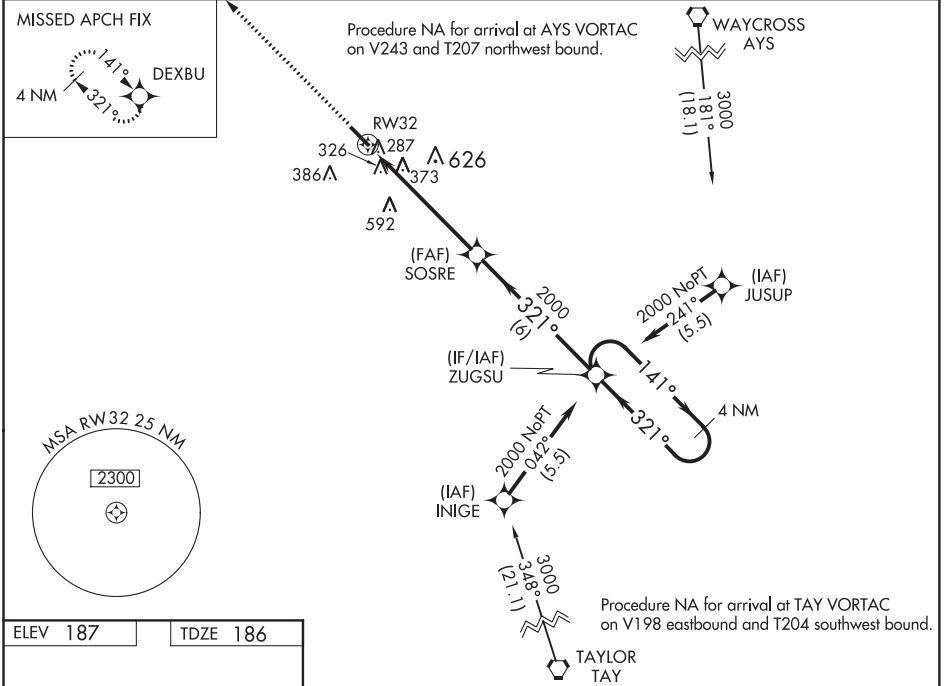 MISSED APCH FIX
141°
DEXBU
4 NM
321°
Procedure NA for arrival at AYS VORTAC
on V243 and T207 northwest bound.
WAYCROSS
AYS
3000
181°
(18.1)
RW32
326
287
373
626
386
592
(FAF)
SOSRE
2000
321°
(6)
(IAF)
JUSUP
2000 NoPT
241°
(5.5)
(IF/IAF)
ZUGSU
141°
321°
4 NM
MSA RW32 25 NM
2300
2000 NoPT
042°
(5.5)
(IAF)
INIGE
3000
348°
(21.1)
Procedure NA for arrival at TAY VORTAC
on V198 eastbound and T204 southwest bound.
TAYLOR
TAY
ELEV 187
TDZE 186